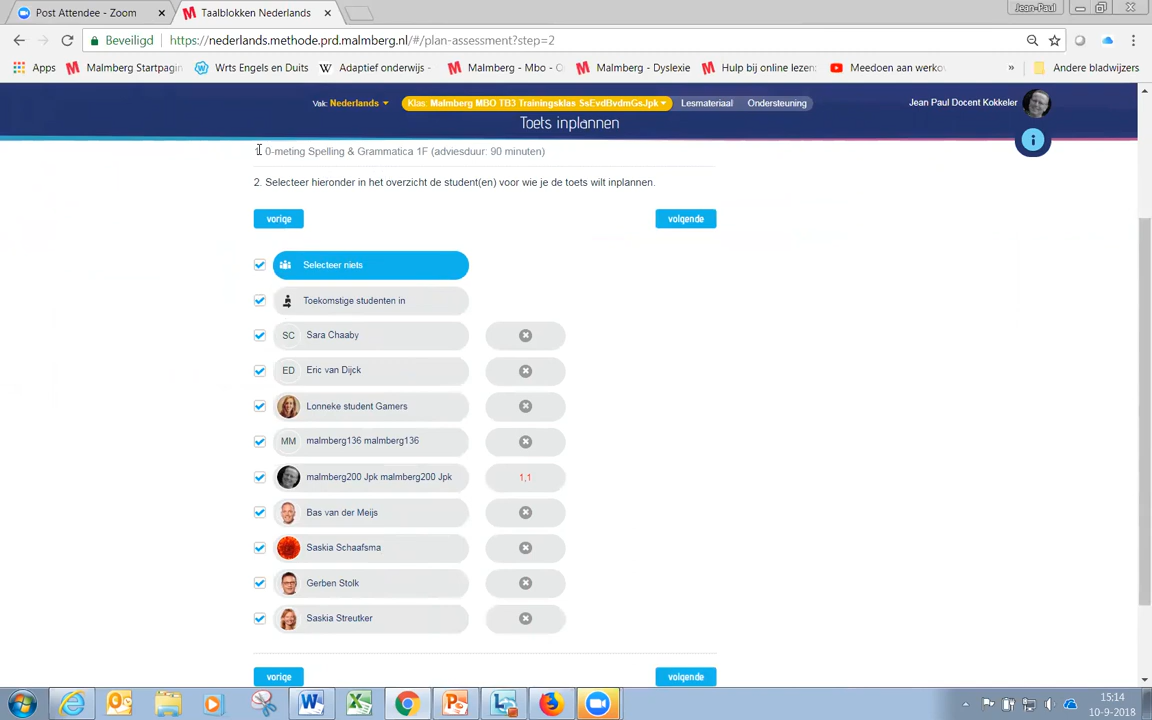 Post Attendee - Zoom
Taalblokken Nederlands
Jean-Paul
Beveiligd
https://nederlands.methode.prd.malmberg.nl/#/plan-assessment?step=2
Apps
Malmberg Startpagin
Wrts Engels en Duits
Adaptief onderwijs -
Malmberg - Mbo - O
Malmberg - Dyslexie
Hulp bij online lezen:
Meedoen aan werkov
»
Andere bladwijzers
Vak: Nederlands
Klas: Malmberg MBO TB3 Trainingsklas SsEvdBvdmGsJpk
Lesmateriaal
Ondersteuning
Jean Paul Docent Kokkeler
Toets inplannen
1. 0-meting Spelling & Grammatica 1F (adviesduur: 90 minuten)
2. Selecteer hieronder in het overzicht de student(en) voor wie je de toets wilt inplannen.
vorige
volgende
Selecteer niets
Toekomstige studenten in
SC Sara Chaaby
ED Eric van Dijck
Lonneke student Gamers
MM malmberg136 malmberg136
malmberg200 Jpk malmberg200 Jpk 1,1
Bas van der Meijs
Saskia Schaafsma
Gerben Stolk
Saskia Streutker
vorige
volgende
15:14
10-9-2018